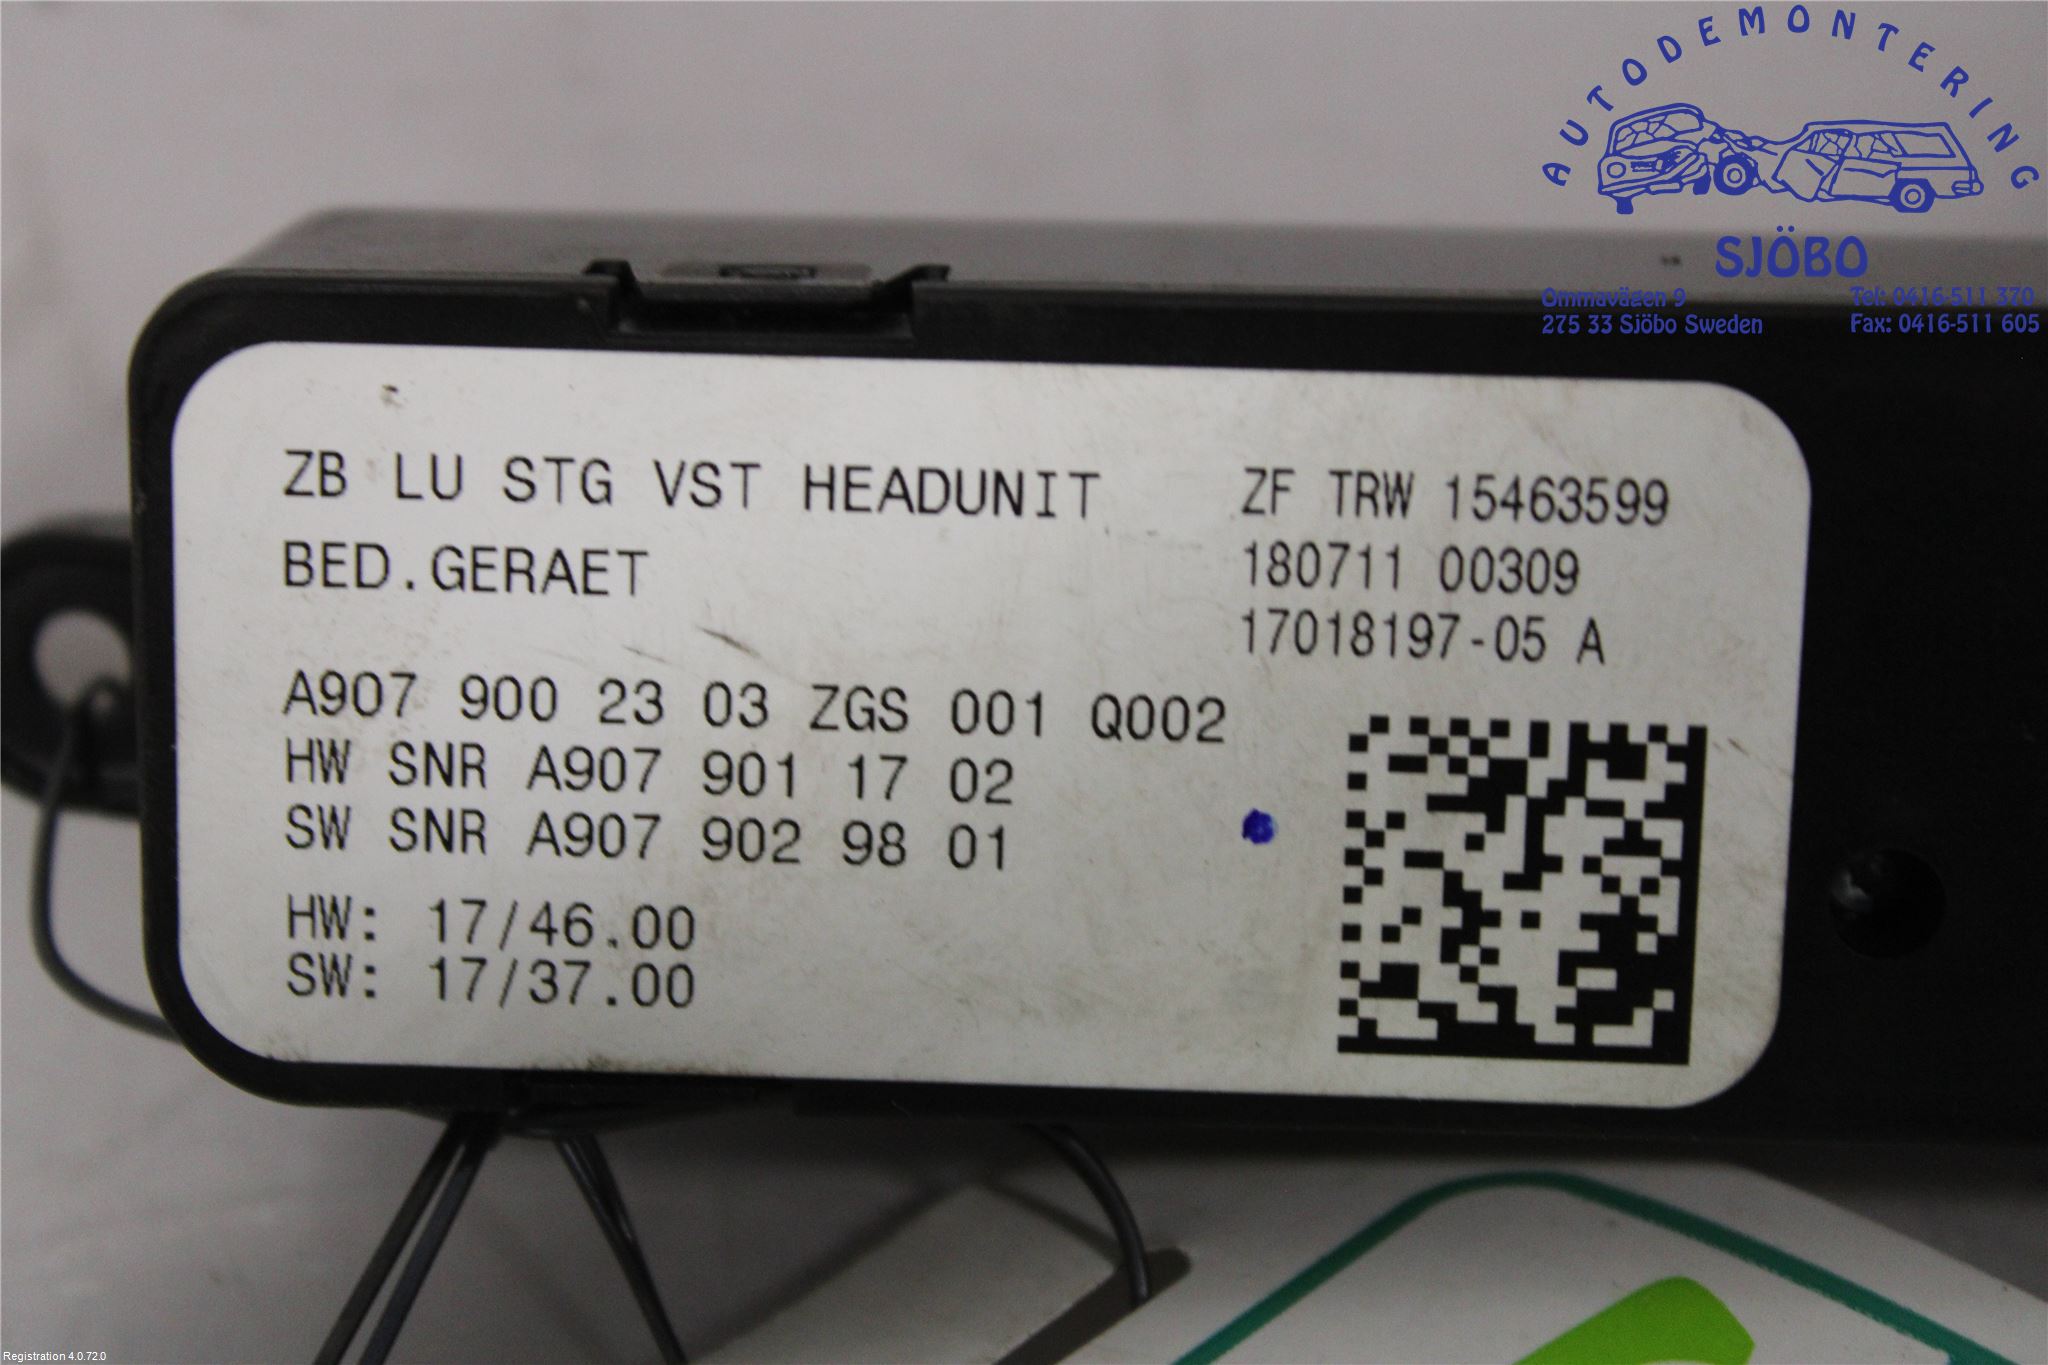 AUTODEMONTERING
SJÖBO
Ommavägen 9 Tel: 0416-511 370
275 33 Sjöbo Sweden Fax: 0416-511 605
ZB LU STG VST HEADUNIT
BED.GERAET
ZF TRW 15463599
180711 00309
17018197-05 A
A907 900 23 03 ZGS 001 Q002
HW SNR A907 901 17 02
SW SNR A907 902 98 01
HW: 17/46.00
SW: 17/37.00
Registration 4.0.72.0